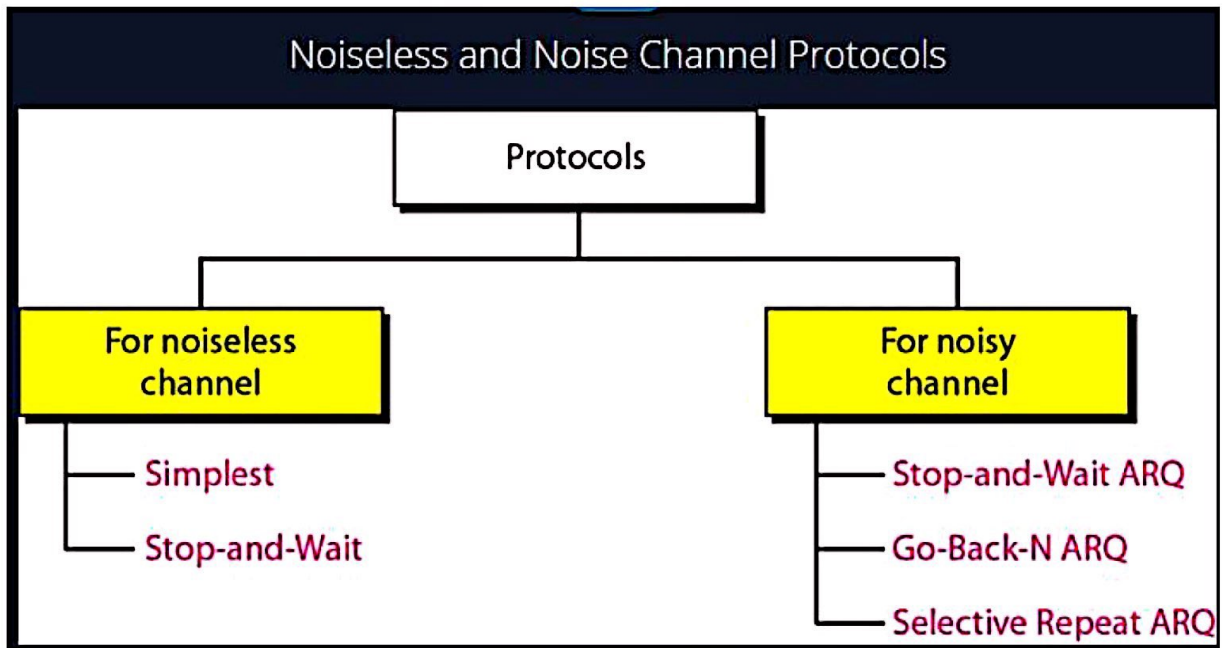 Noiseless and Noise Channel Protocols
Protocols
For noiseless
channel
Simplest
Stop-and-Wait
For noisy
channel
Stop-and-Wait ARQ
Go-Back-N ARQ
Selective Repeat ARQ